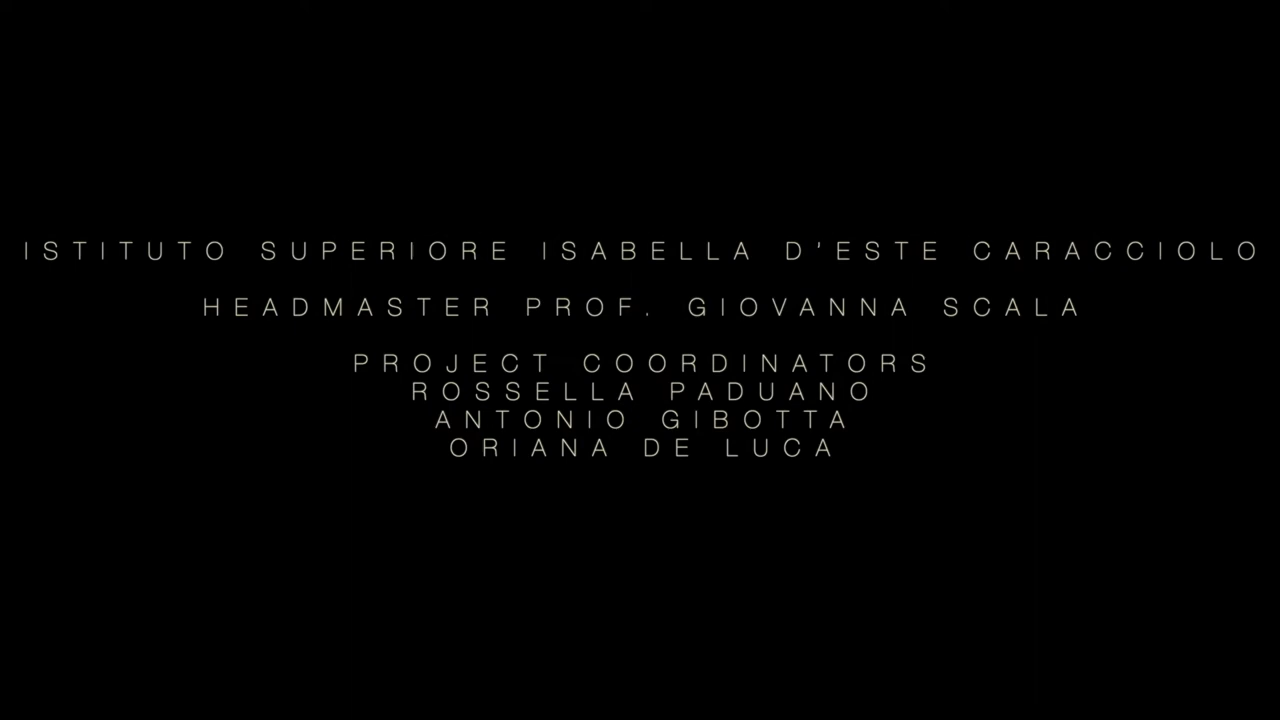 ISTITUTO SUPERIORE ISABELLA D'ESTE CARACCIOLO
HEADMASTER PROF. GIOVANNA SCALA
PROJECT COORDINATORS
ROSSELLA PADUANO
ANTONIO GIBOTTA
ORIANA DE LUCA